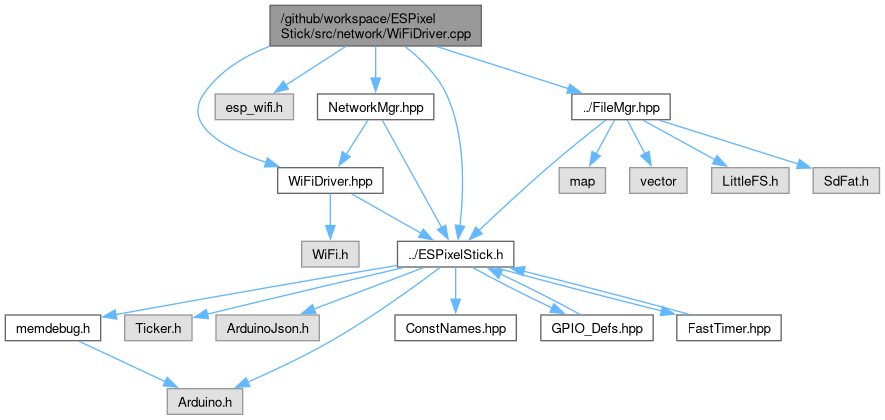 /github/workspace/ESPixel
Stick/src/network/WiFiDriver.cpp
esp_wifi.h
NetworkMgr.hpp
../FileMgr.hpp
WiFiDriver.hpp
map
vector
LittleFS.h
SdFat.h
WiFi.h
../ESPixelStick.h
memdebug.h
Ticker.h
ArduinoJson.h
ConstNames.hpp
GPIO_Defs.hpp
FastTimer.hpp
Arduino.h